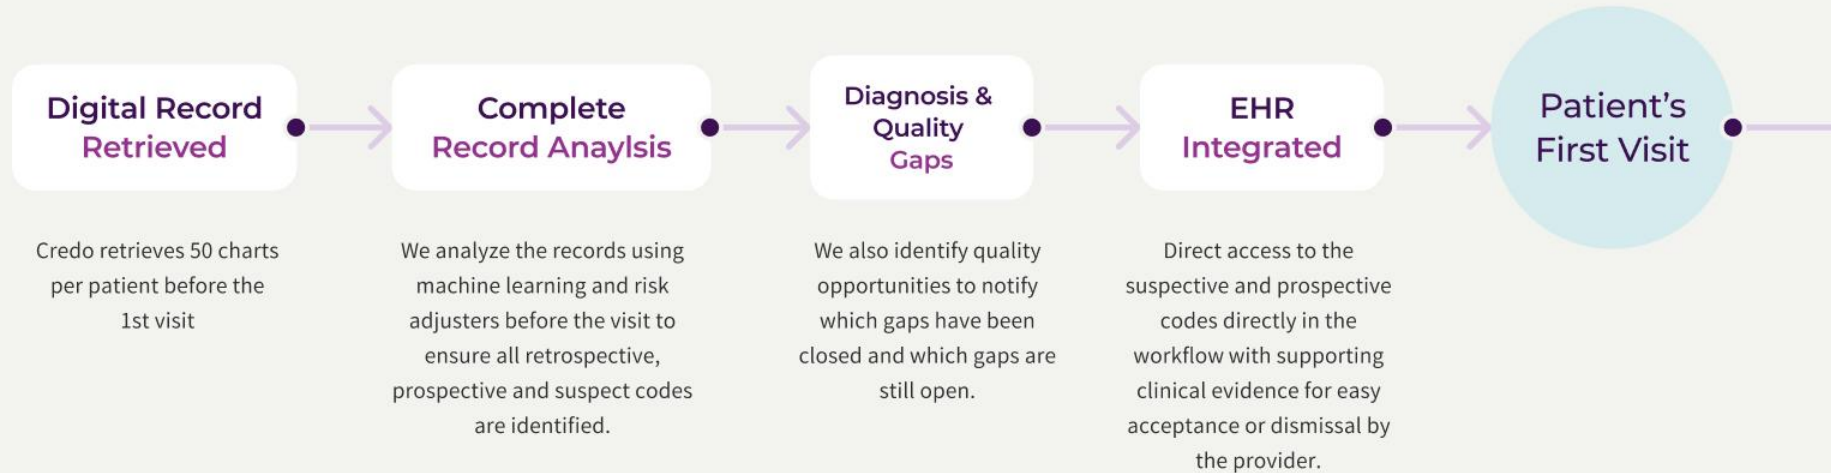 Digital Record
Retrieved
Credo retrieves 50 charts
per patient before the
1st visit
Complete
Record Anaylsis
We analyze the records using
machine learning and risk
adjusters before the visit to
ensure all retrospective,
prospective and suspect codes
are identified.
Diagnosis &
Quality
Gaps
We also identify quality
opportunities to notify
which gaps have been
closed and which gaps are
still open.
EHR
Integrated
Direct access to the
suspective and prospective
codes directly in the
workflow with supporting
clinical evidence for easy
acceptance or dismissal by
the provider.
Patient’s
First Visit